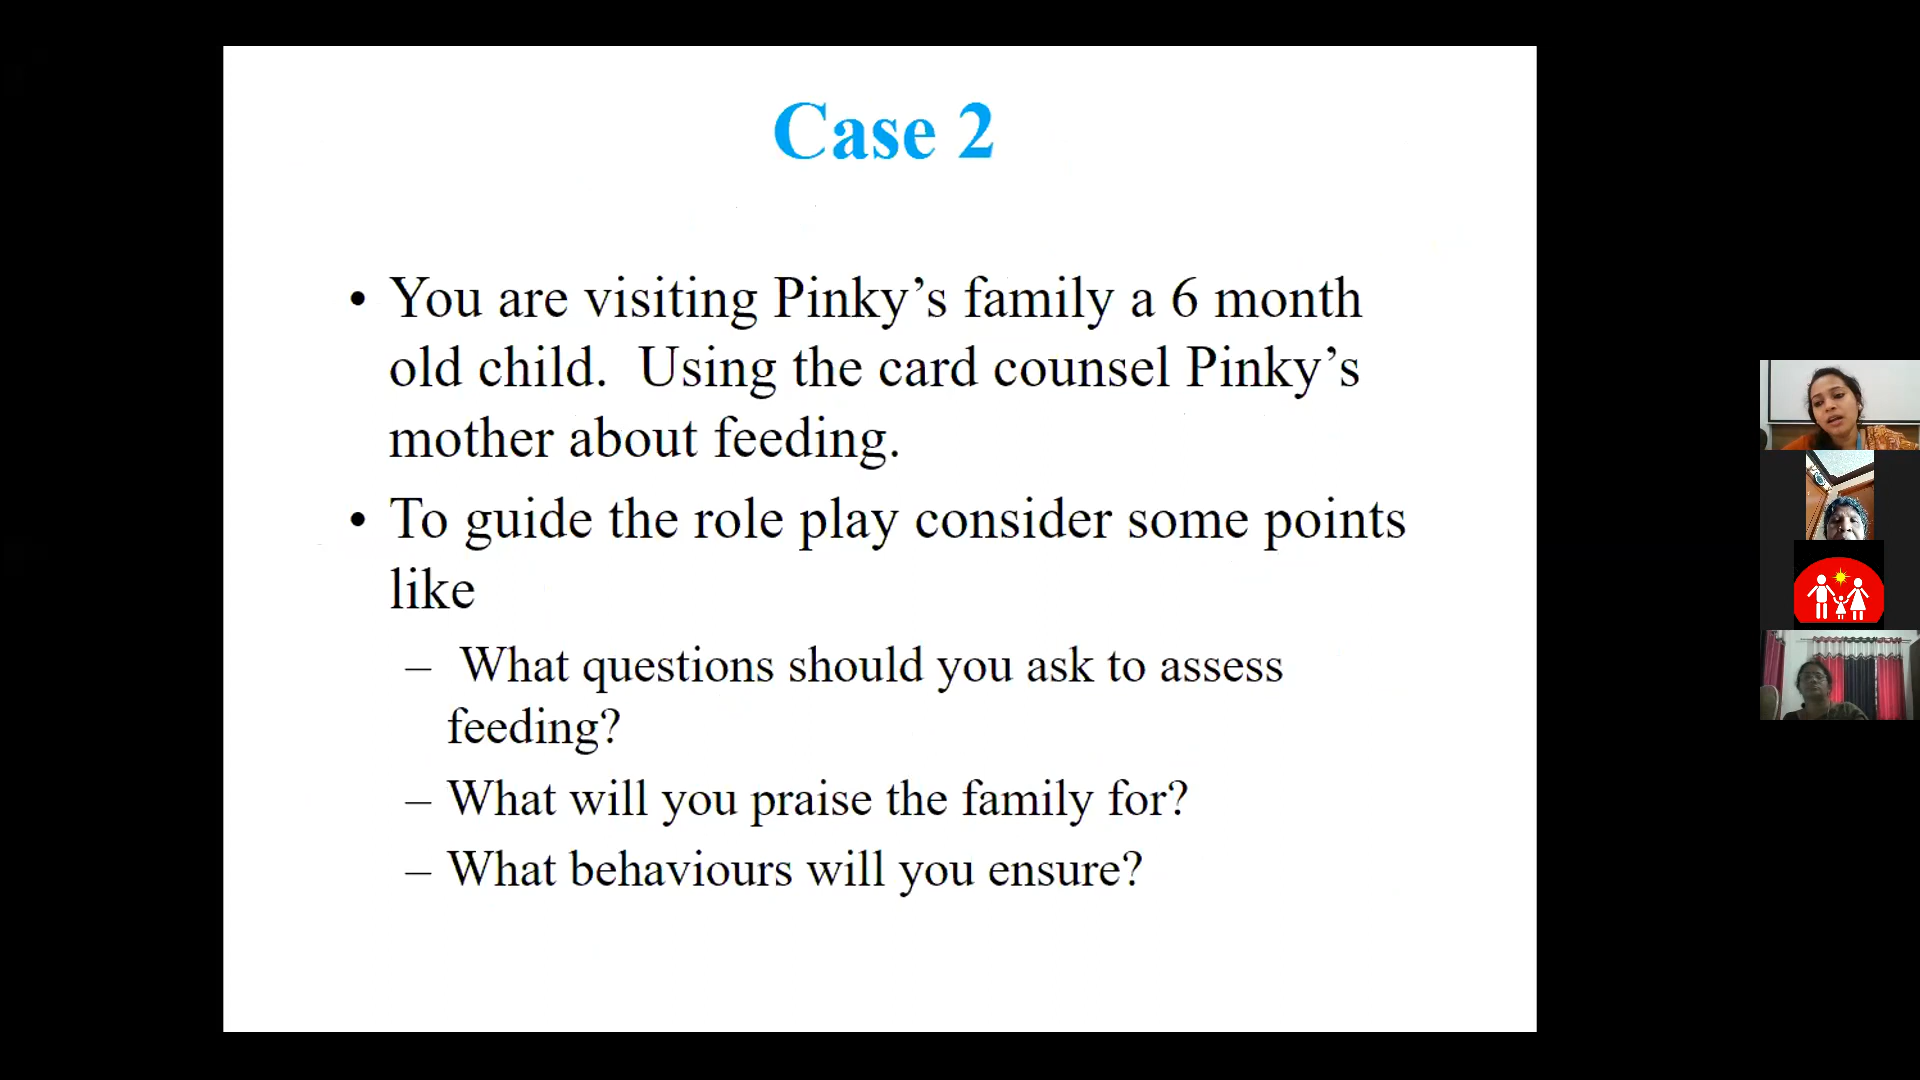 Case 2
• You are visiting Pinky’s family a 6 month
old child.  Using the card counsel Pinky’s
mother about feeding.
• To guide the role play consider some points
like
– What questions should you ask to assess
feeding?
– What will you praise the family for?
– What behaviours will you ensure?